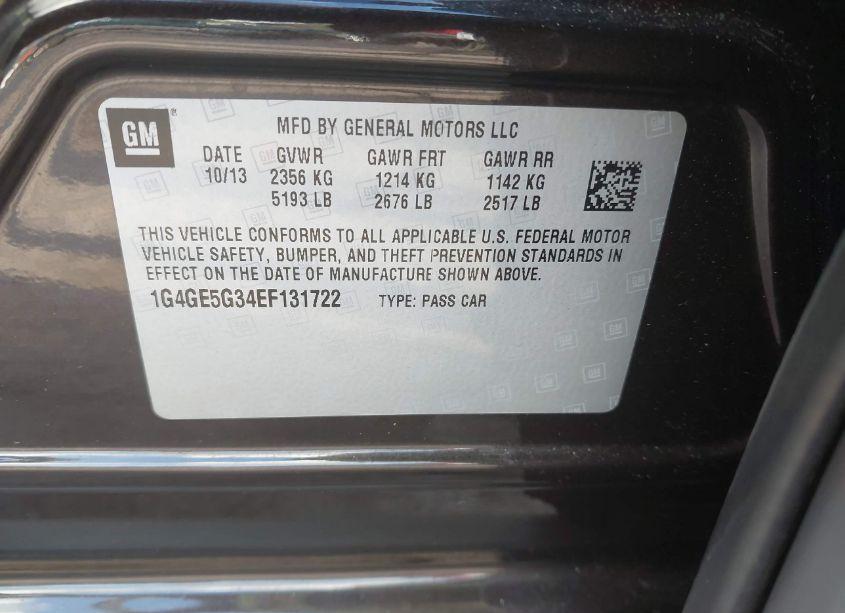 GM ®
MFD BY GENERAL MOTORS LLC
DATE GVWR GAWR FRT GAWR RR
10/13 2356 KG 1214 KG 1142 KG
5193 LB 2676 LB 2517 LB
THIS VEHICLE CONFORMS TO ALL APPLICABLE U.S. FEDERAL MOTOR
VEHICLE SAFETY, BUMPER, AND THEFT PREVENTION STANDARDS IN
EFFECT ON THE DATE OF MANUFACTURE SHOWN ABOVE.
1G4GE5G34EF131722 TYPE: PASS CAR